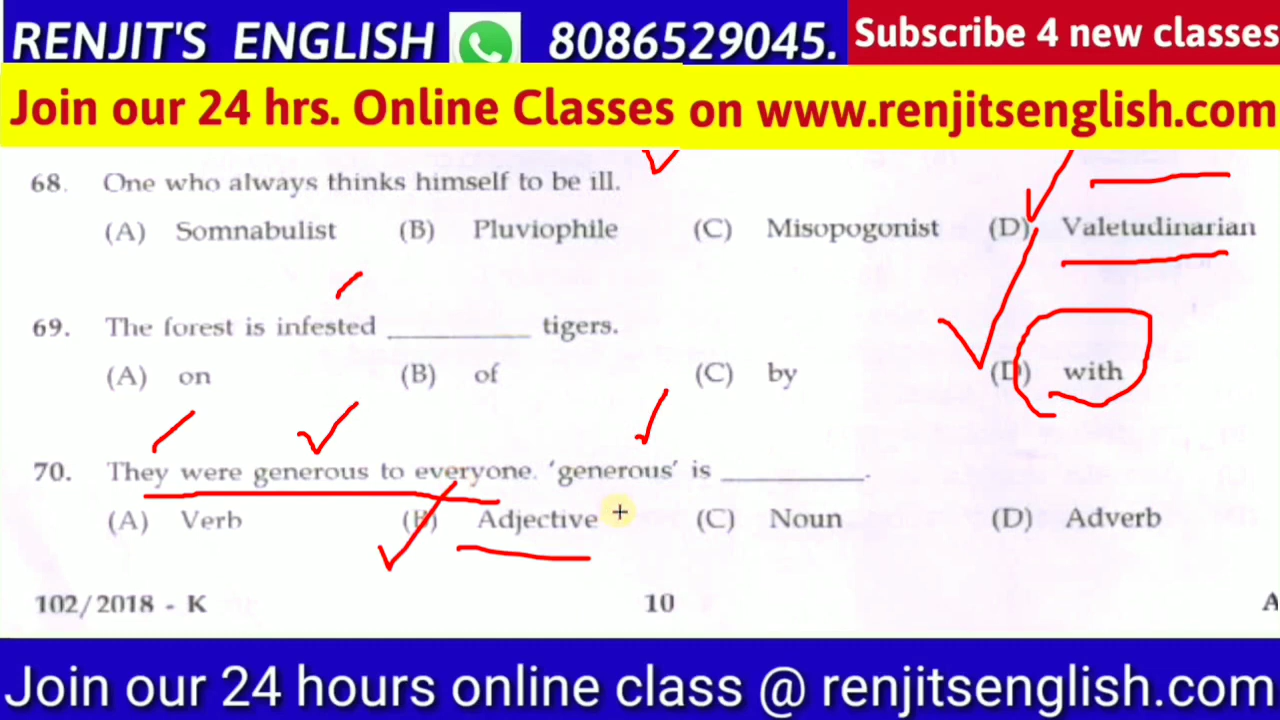 RENJIT'S ENGLISH 8086529045. Subscribe 4 new classes
Join our 24 hrs. Online Classes on www.renjitsenglish.com
68. One who always thinks himself to be ill.
(A) Somnabulist (B) Pluviophile (C) Misopogonist (D) Valetudinarian
69. The forest is infested __________ tigers.
(A) on (B) of (C) by (D) with
70. They were generous to everyone. 'generous' is __________.
(A) Verb (B) Adjective (C) Noun (D) Adverb
102/2018 - K 10 A
Join our 24 hours online class @ renjitsenglish.com